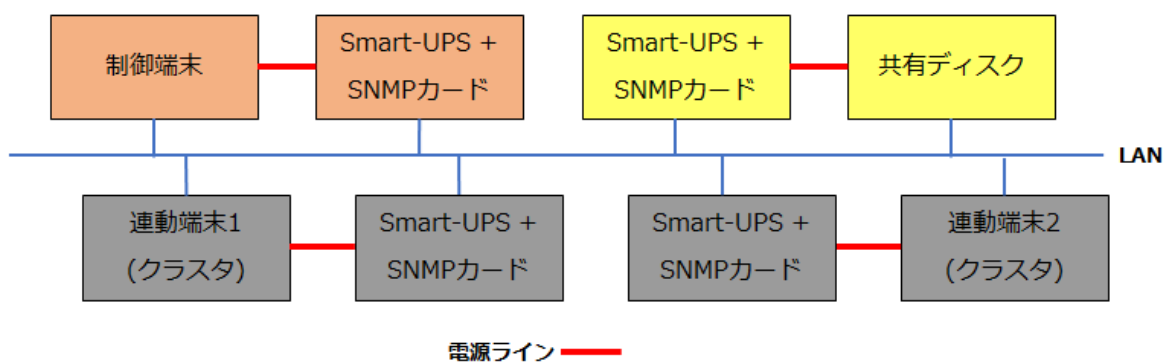 制御端末
Smart-UPS +
SNMPカード
Smart-UPS +
SNMPカード
共有ディスク
LAN
連動端末1
(クラスタ)
Smart-UPS +
SNMPカード
Smart-UPS +
SNMPカード
連動端末2
(クラスタ)
電源ライン